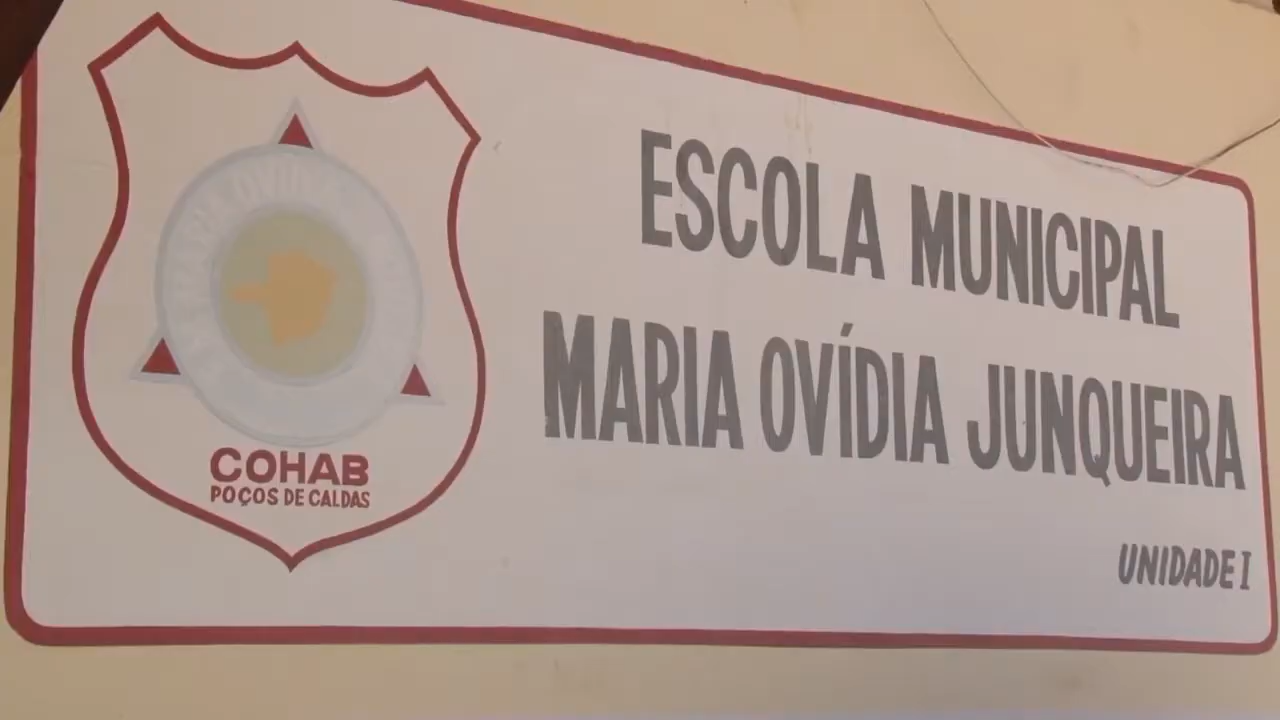 COHAB
POÇOS DE CALDAS
ESCOLA MUNICIPAL
MARIA OVÍDIA JUNQUEIRA
UNIDADE I